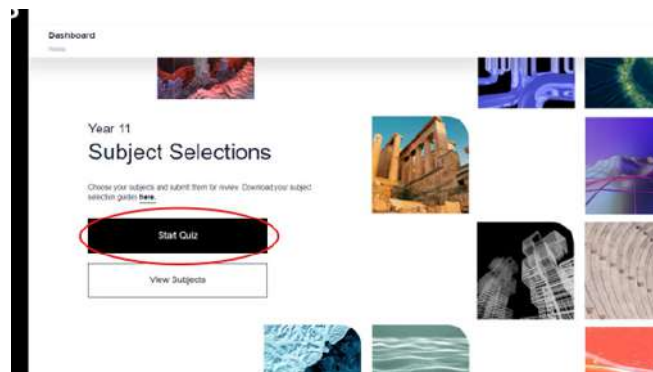 Dashboard
Home
Year 11
Subject Selections
Choose your subjects and submit them for review. Download your subject
selection guides here.
Start Quiz
View Subjects